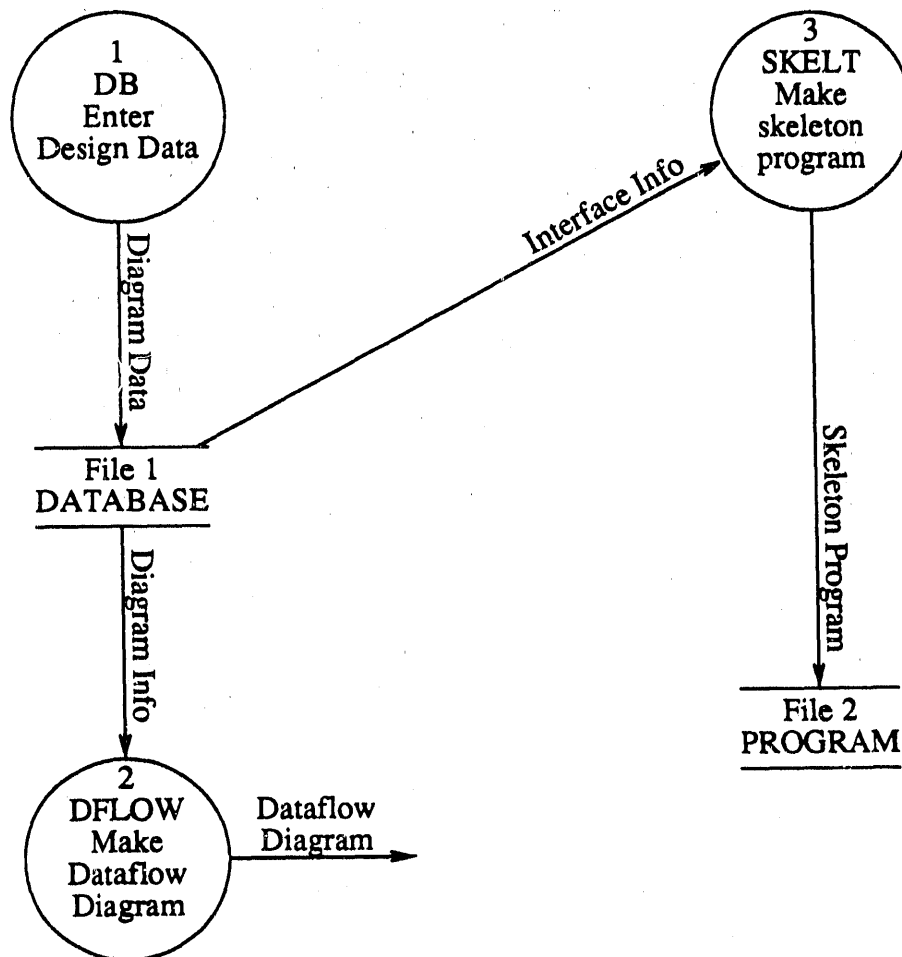 1
DB
Enter
Design Data
3
SKELT
Make
skeleton
program
Interface Info
Diagram Data
File 1
DATABASE
Skeleton Program
Diagram Info
File 2
PROGRAM
2
DFLOW
Make
Dataflow
Diagram
Dataflow
Diagram